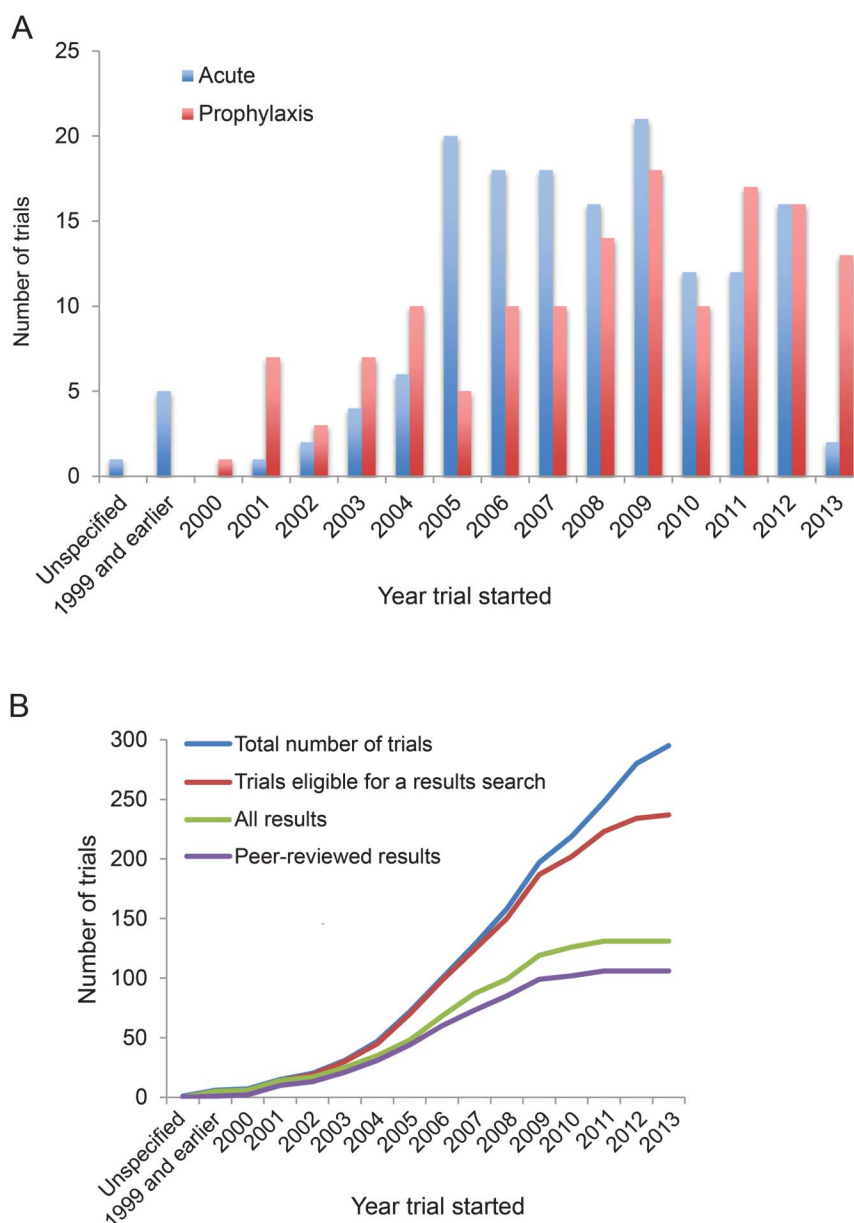 A
25
20
15
10
5
0
Number of trials
Acute
Prophylaxis
Unspecified
1999 and earlier
2000
2001
2002
2003
2004
2005
2006
2007
2008
2009
2010
2011
2012
2013
Year trial started
B
300
250
200
150
100
50
0
Number of trials
Total number of trials
Trials eligible for a results search
All results
Peer-reviewed results
Unspecified
1999 and earlier
2000
2001
2002
2003
2004
2005
2006
2007
2008
2009
2010
2011
2012
2013
Year trial started